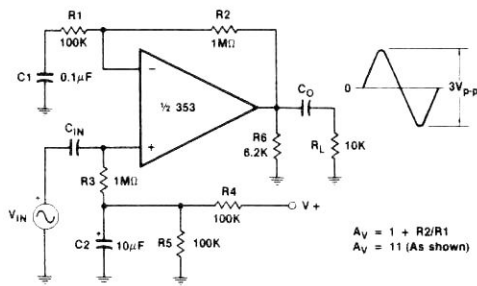 R1
100K
R2
1MΩ
C1
0.1µF
−
+
½ 353
CIN
CO
R6
6.2K
RL
10K
0
3Vp-p
R3
1MΩ
R4
100K
V+
+
VIN
+
C2
10µF
R5
100K
AV = 1 + R2/R1
AV = 11 (As shown)